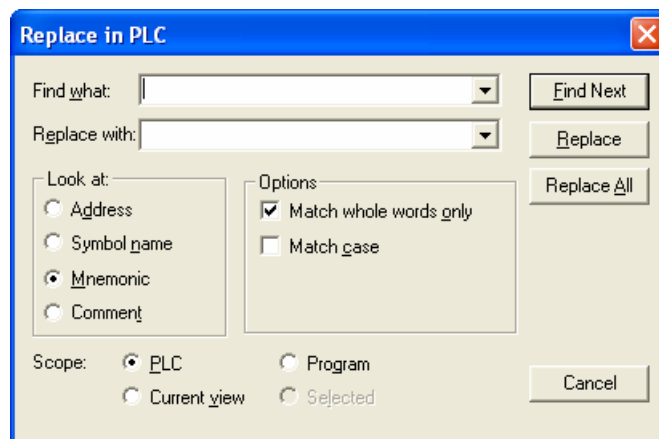 Replace in PLC
Find what:
Find Next
Replace with:
Replace
Look at:
Options
Replace All
Address
Match whole words only
Symbol name
Match case
Mnemonic
Comment
Scope:
PLC
Program
Cancel
Current view
Selected